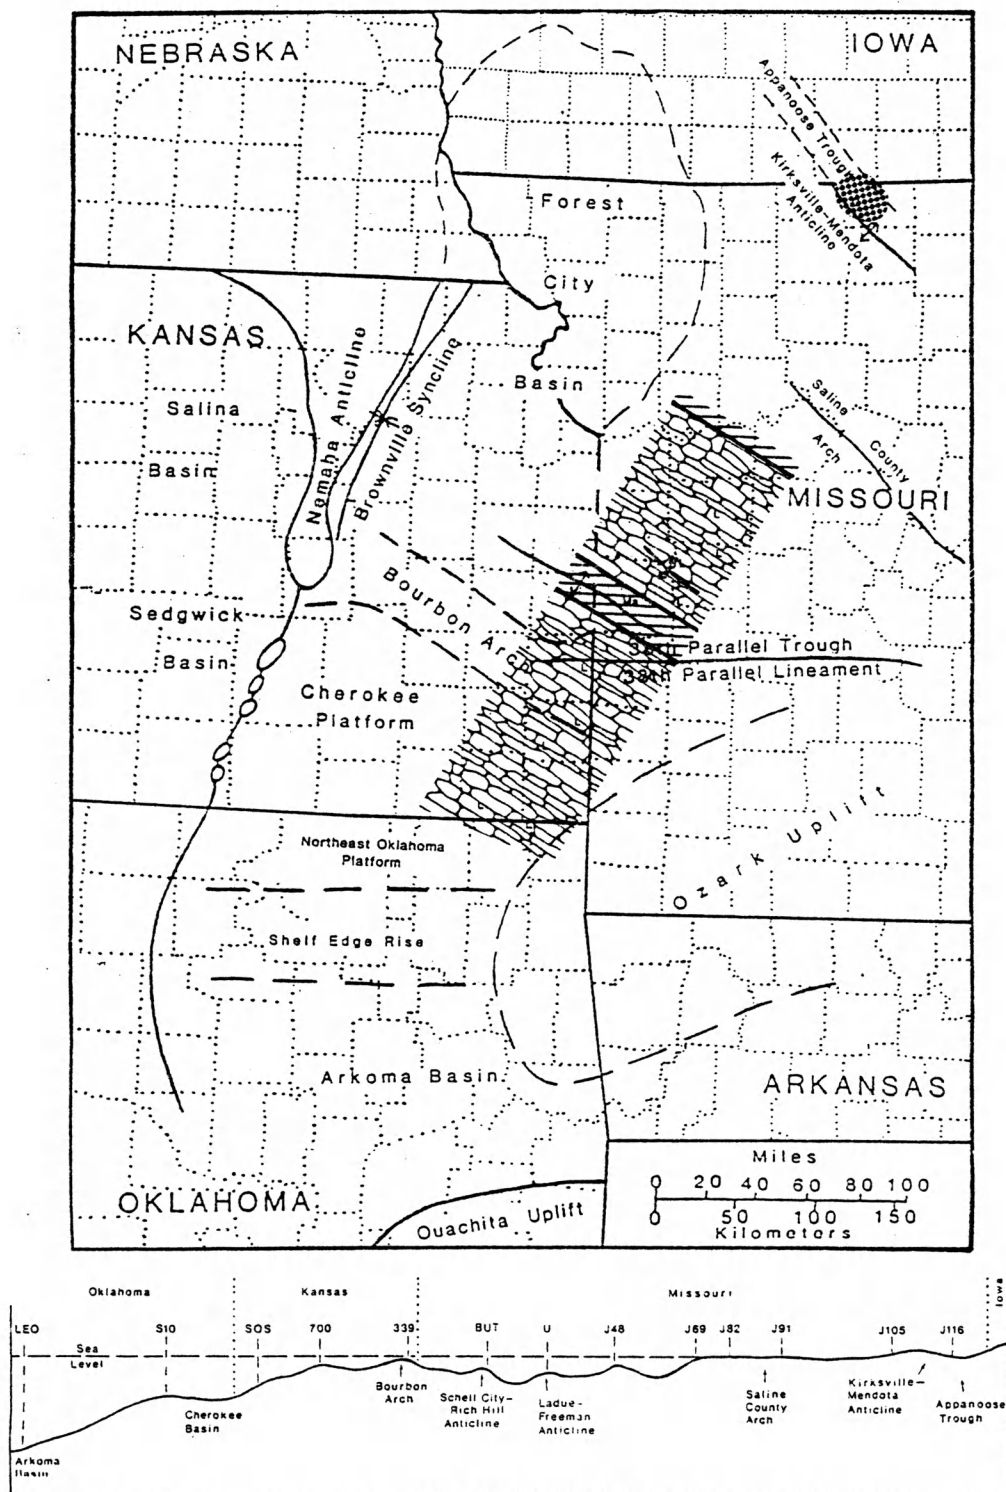 NEBRASKA
IOWA
Appanoose Trough
Kirksville-Mendota
Anticline
Forest
City
Basin
KANSAS
Salina
Basin
Nemaha Anticline
Brownville Syncline
Saline County
Arch
MISSOURI
Bourbon Arch
Sedgwick
Basin
38th Parallel Trough
38th Parallel Lineament
Cherokee
Platform
Ozark Uplift
Northeast Oklahoma
Platform
Shelf Edge Rise
Arkoma Basin
ARKANSAS
OKLAHOMA
Ouachita Uplift
Miles
0 20 40 60 80 100
0 50 100 150
Kilometers
Oklahoma Kansas Missouri Iowa
LEO S10 SOS 700 339 BUT U J48 J69 J82 J91 J105 J116
Sea
Level
Arkoma
Basin
Cherokee
Basin
Bourbon
Arch
Schell City-
Rich Hill
Anticline
Ladue-
Freeman
Anticline
Saline
County
Arch
Kirksville-
Mendota
Anticline
Appanoose
Trough